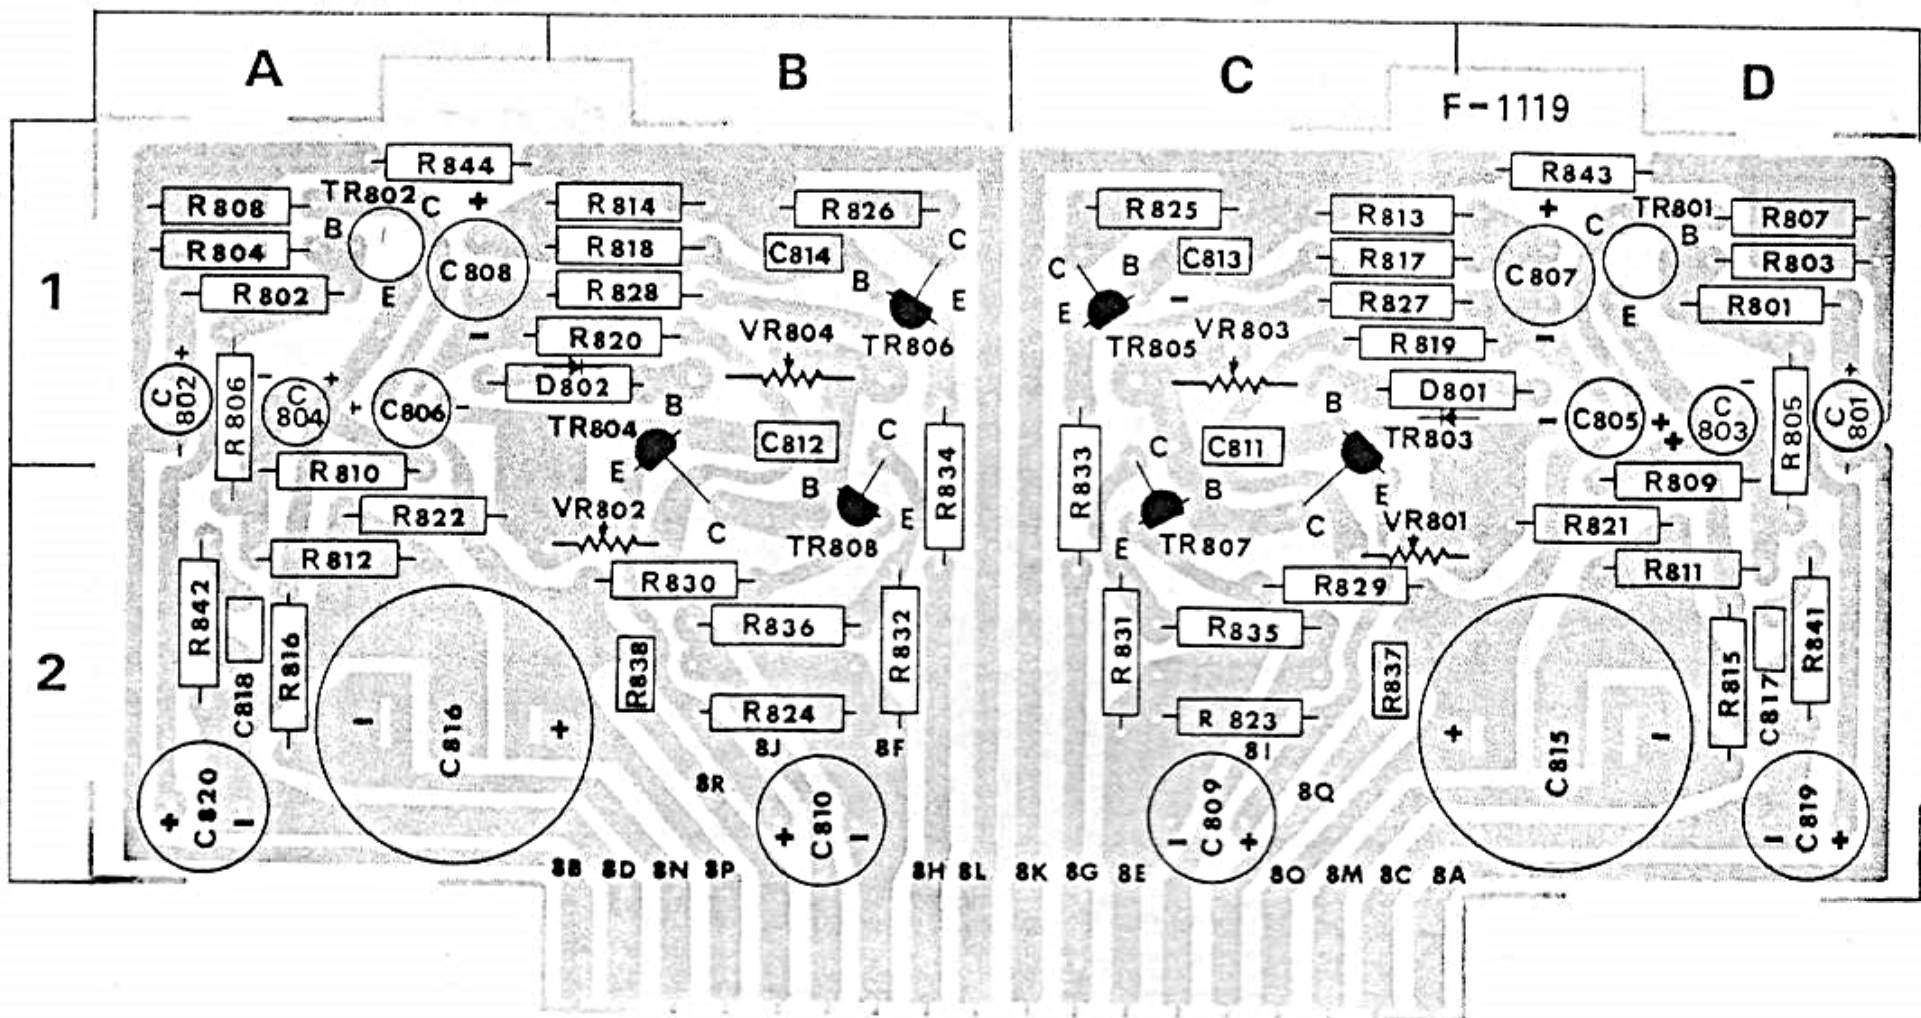 A B C D
F-1119
1
2
R844
TR802
R808
C +
R814
R826
B
R804
R818
C814
C
C808
B
R802
E
R828
E
-
R820
VR804
TR806
+
R806
- +
C802
C804
+ C806 -
D802
B
-
TR804
C812
C
R834
R810
E
B
R822
VR802
E
C
TR808
R812
R830
R842
R836
R832
R816
R838
C818
C816
- +
R824
8J 8F
8R
C820
+ -
C810
+ -
R843
R825
R813
+
TR801
R807
C
B
C B
C813
R817
R803
C807
E
-
R827
E
R801
TR805
VR803
R819
-
D801
R805
+
B
- C805 +
-
C803
+
C801
-
TR803
C
C811
R833
R809
B
E
C
VR801
R821
E
TR807
R829
R811
R831
R835
R815
R841
R837
C817
R 823
8I
+ -
C815
8Q
C809
- +
C819
- +
8B 8D 8N 8P 8H 8L 8K 8G 8E 8O 8M 8C 8A